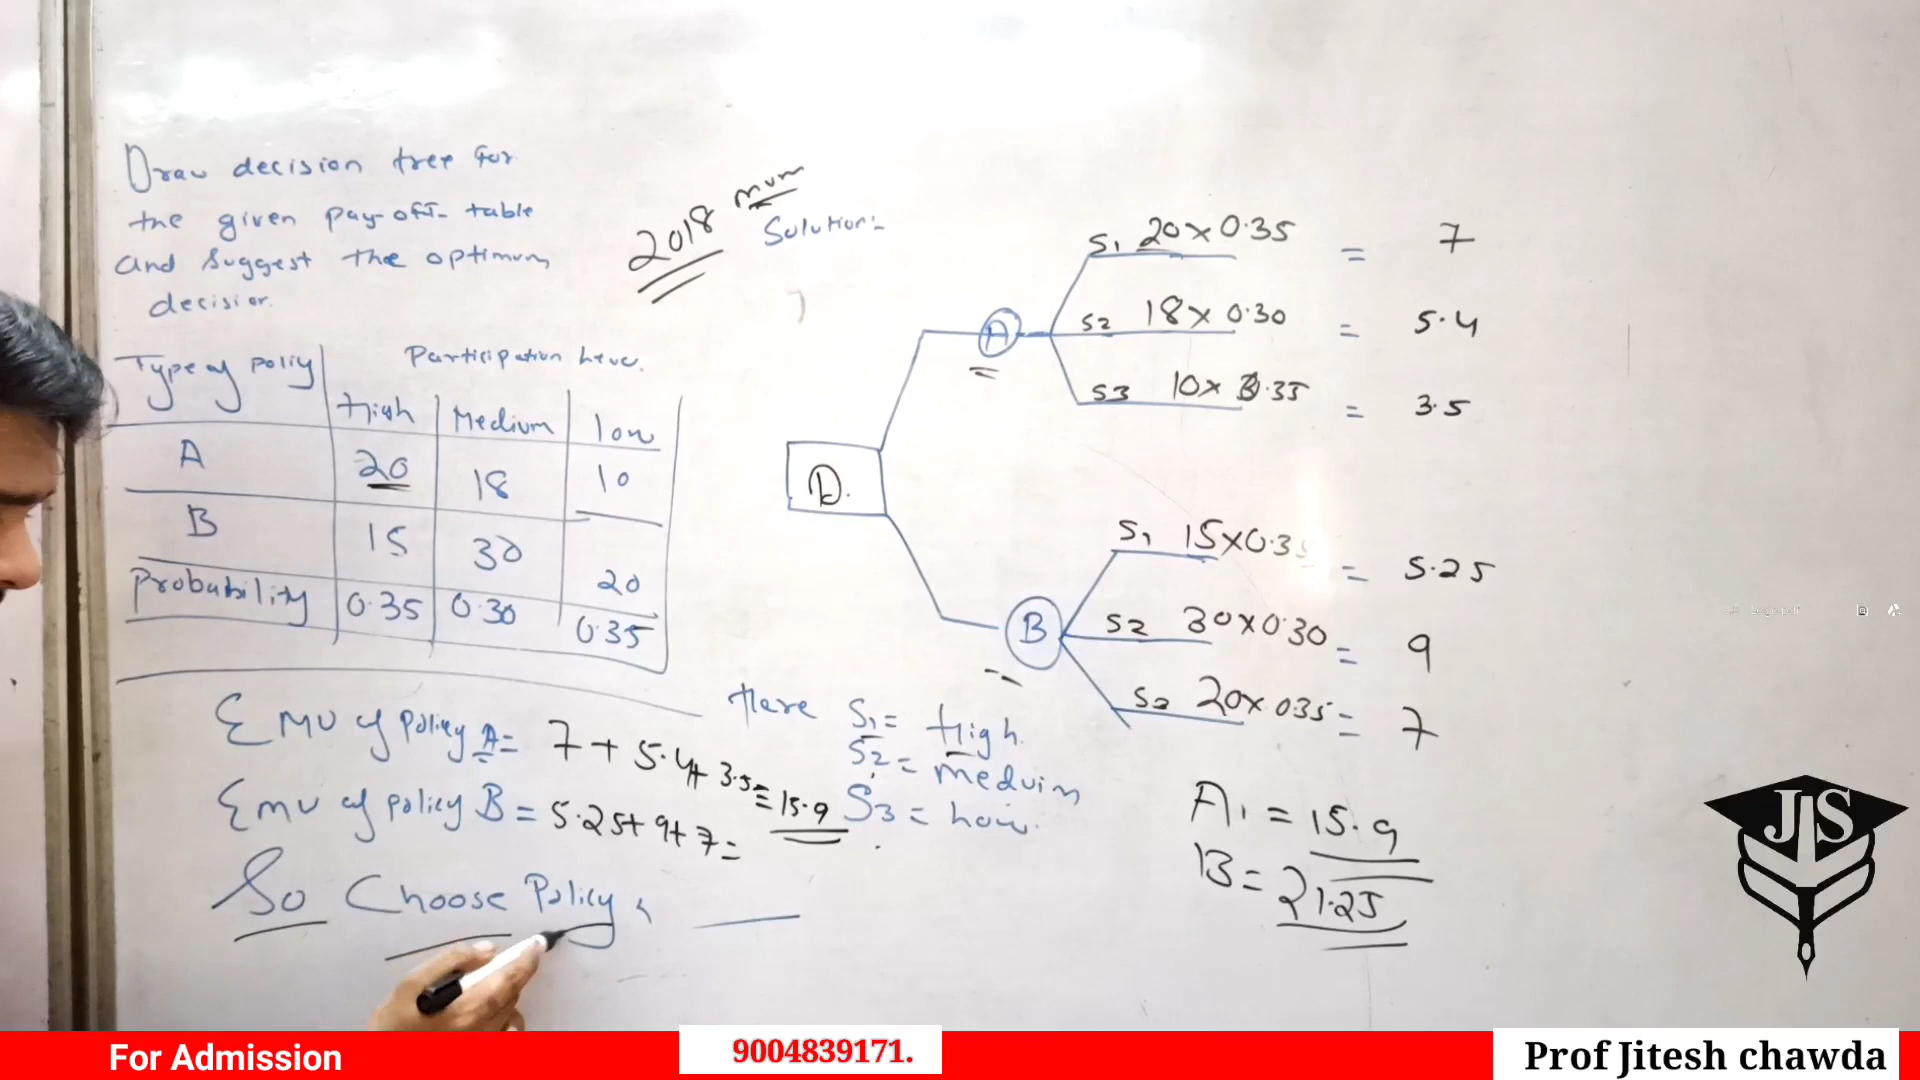 Draw decision tree for
the given pay-off- table
and Suggest the optimum
decision.
2018 mum
Solution:-
Type of poliy
Participation
High
Medium
low
A
20
18
10
B
15
30
20
Probability
0.35
0.30
0.35
D.
A
S1 20 x 0.35 = 7
S2 18 x 0.30 = 5.4
S3 10 x 0.35 = 3.5
B
S1 15 x 0.35 = 5.25
S2 30 x 0.30 = 9
20 x 035 = 7
EMV of Policy A = 7 + 5.4 + 3.5 = 15.9
EMV of policy B = 5.25 + 9 + 7 =
So Choose Policy
Here S1 = High
S2 = medium
S3 = low.
A1 = 15.9
B = 21.25
JS
For Admission
9004839171.
Prof Jitesh chawda